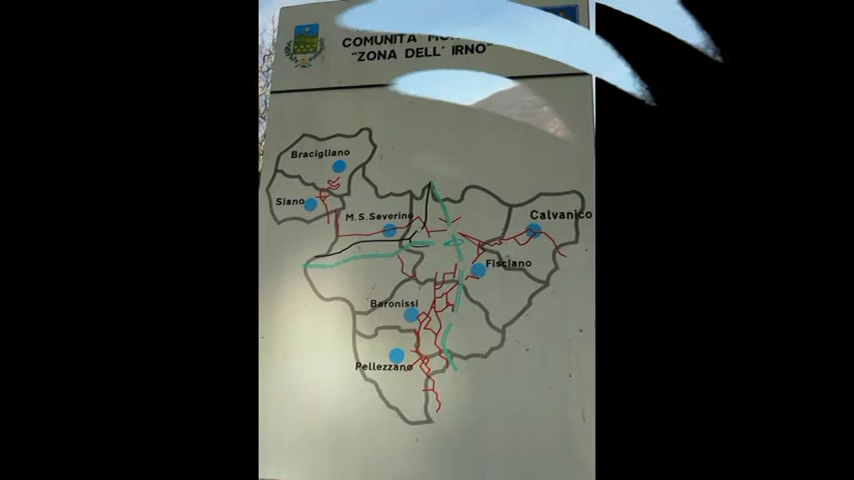 COMUNITA'
"ZONA DELL' IRNO"
Bracigliano
Siano
M.S.Severino
Calvanico
Fisciano
Baronissi
Pellezzano